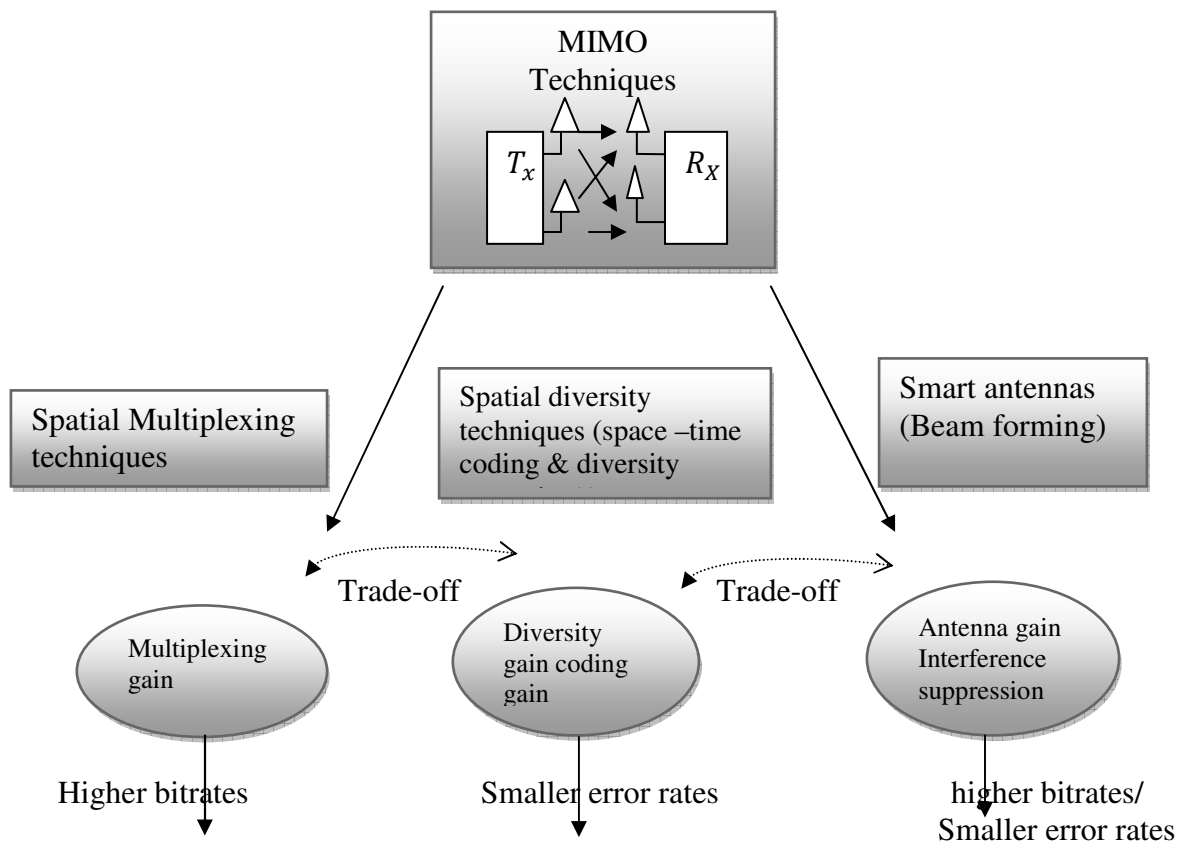 MIMO
Techniques
T_x
R_X
Spatial Multiplexing
techniques
Spatial diversity
techniques (space –time
coding & diversity
Smart antennas
(Beam forming)
Trade-off
Trade-off
Multiplexing
gain
Diversity
gain coding
gain
Antenna gain
Interference
suppression
Higher bitrates
Smaller error rates
higher bitrates/
Smaller error rates